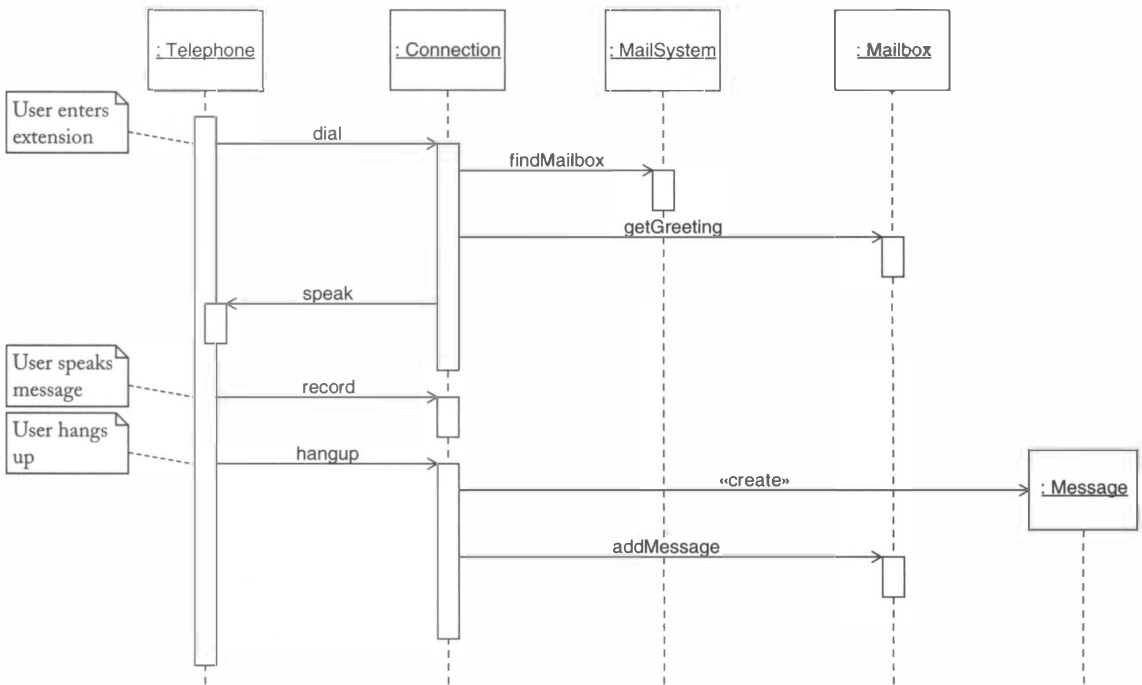 : Telephone
: Connection
: MailSystem
: Mailbox
User enters
extension
dial
findMailbox
getGreeting
speak
User speaks
message
record
User hangs
up
hangup
«create»
: Message
addMessage